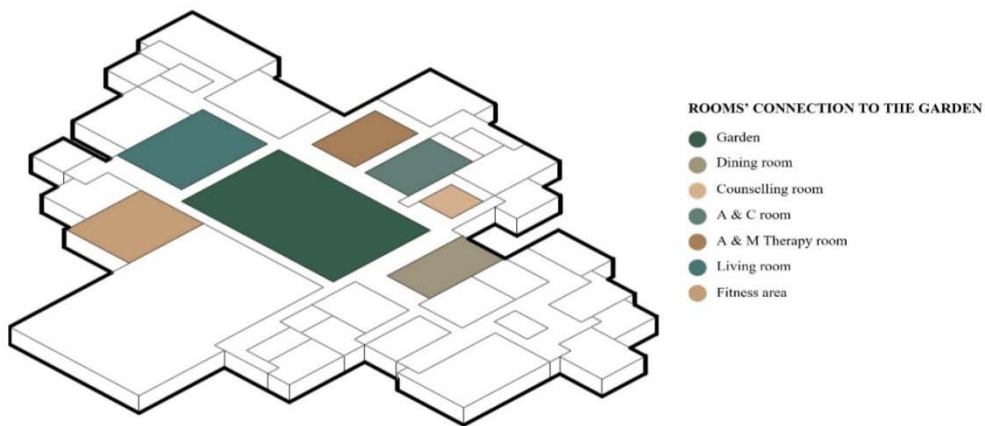 ROOMS' CONNECTION TO THE GARDEN
Garden
Dining room
Counselling room
A & C room
A & M Therapy room
Living room
Fitness area